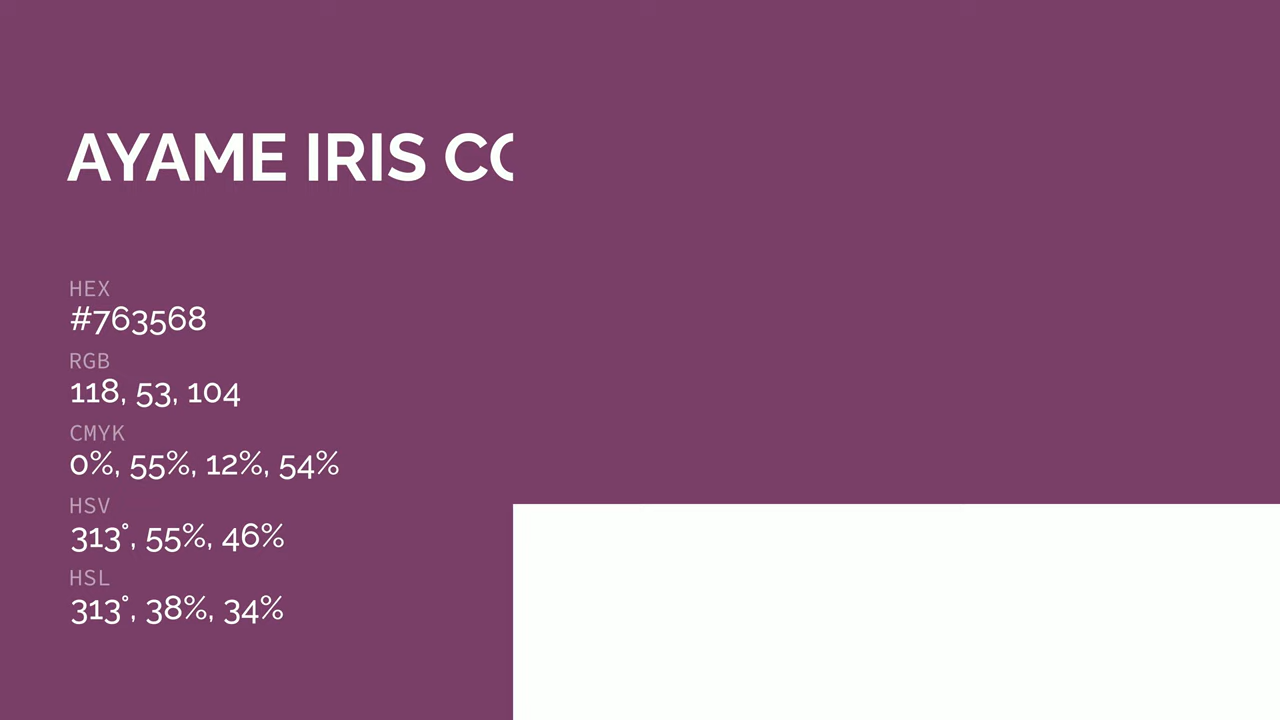 AYAME IRIS
HEX
#763568
RGB
118, 53, 104
CMYK
0%, 55%, 12%, 54%
HSV
313°, 55%, 46%
HSL
313°, 38%, 34%